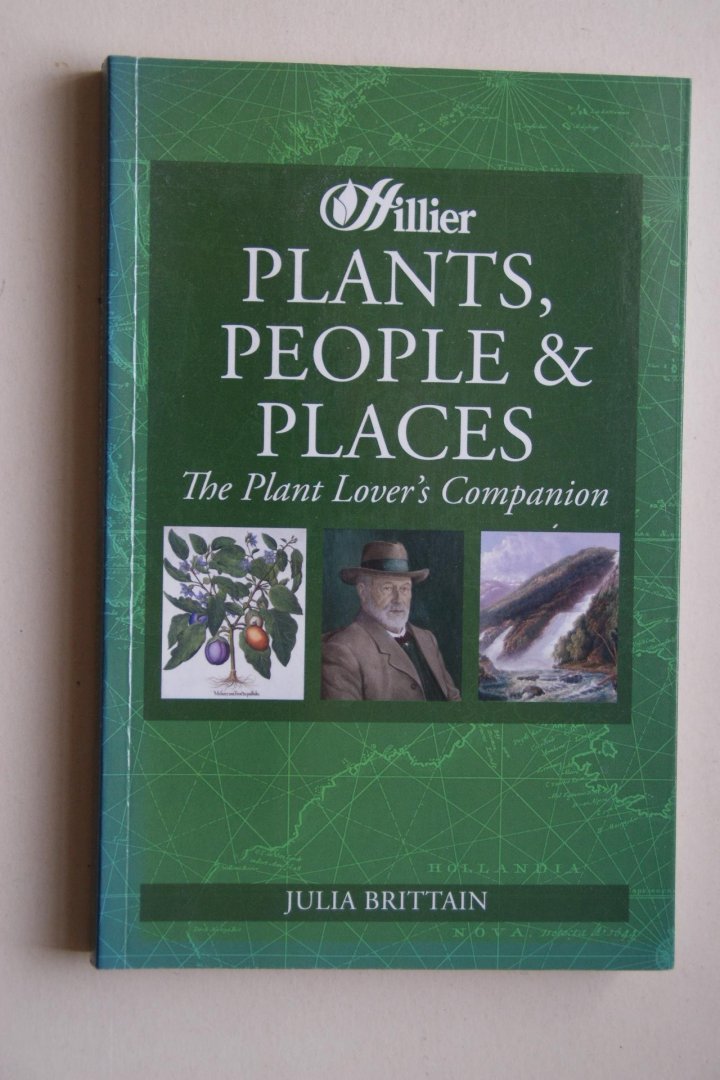 Hillier
PLANTS,
PEOPLE &
PLACES
The Plant Lover's Companion
HOLLANDIA
JULIA BRITTAIN
NOVA